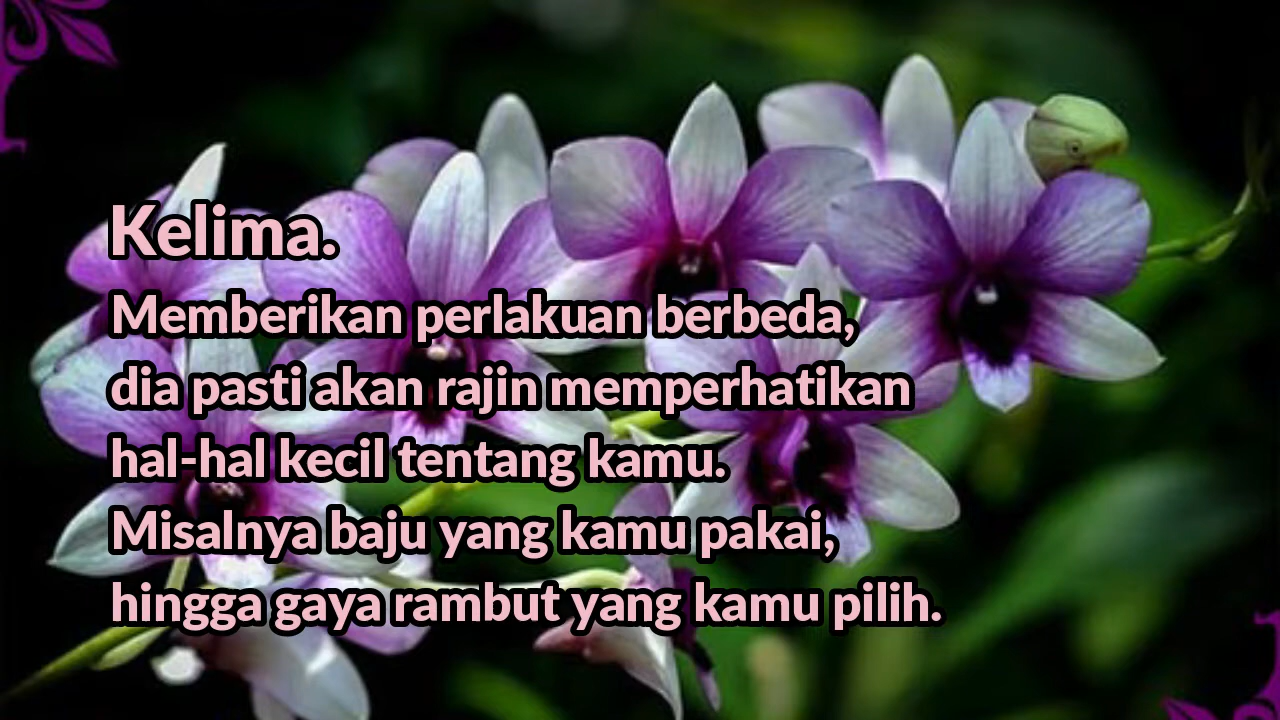 Kelima.
Memberikan perlakuan berbeda,
dia pasti akan rajin memperhatikan
hal-hal kecil tentang kamu.
Misalnya baju yang kamu pakai,
hingga gaya rambut yang kamu pilih.